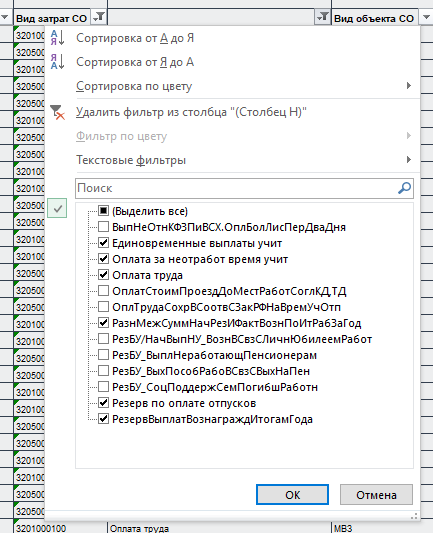 Вид затрат СО Вид объекта СО
Сортировка от А до Я
Сортировка от Я до А
Сортировка по цвету
Удалить фильтр из столбца "(Столбец H)"
Фильтр по цвету
Текстовые фильтры
Поиск
(Выделить все)
ВыпНеОтнКФЗПиВСХ.ОплБолЛисПерДваДня
Единовременные выплаты учит
Оплата за неотработ время учит
Оплата труда
ОплатСтоимПроездДоМестРаботСоглКД,ТД
ОплТрудаСохрВСоотвСЗакРФНаВремУчОтп
РазнМежСуммНачРезИФактВознПоИтРабЗаГод
РезБУ/НачВыпНУ_ВознВСвзСЛичнЮбилеемРабот
РезБУ_ВыплНеработающПенсионерам
РезБУ_ВыхПособРабоВСвзСВыхНаПен
РезБУ_СоцПоддержСемПогибшРаботн
Резерв по оплате отпусков
РезервВыплатВознагражДИтогамГода
ОК Отмена
3201000100 Оплата труда МВЗ